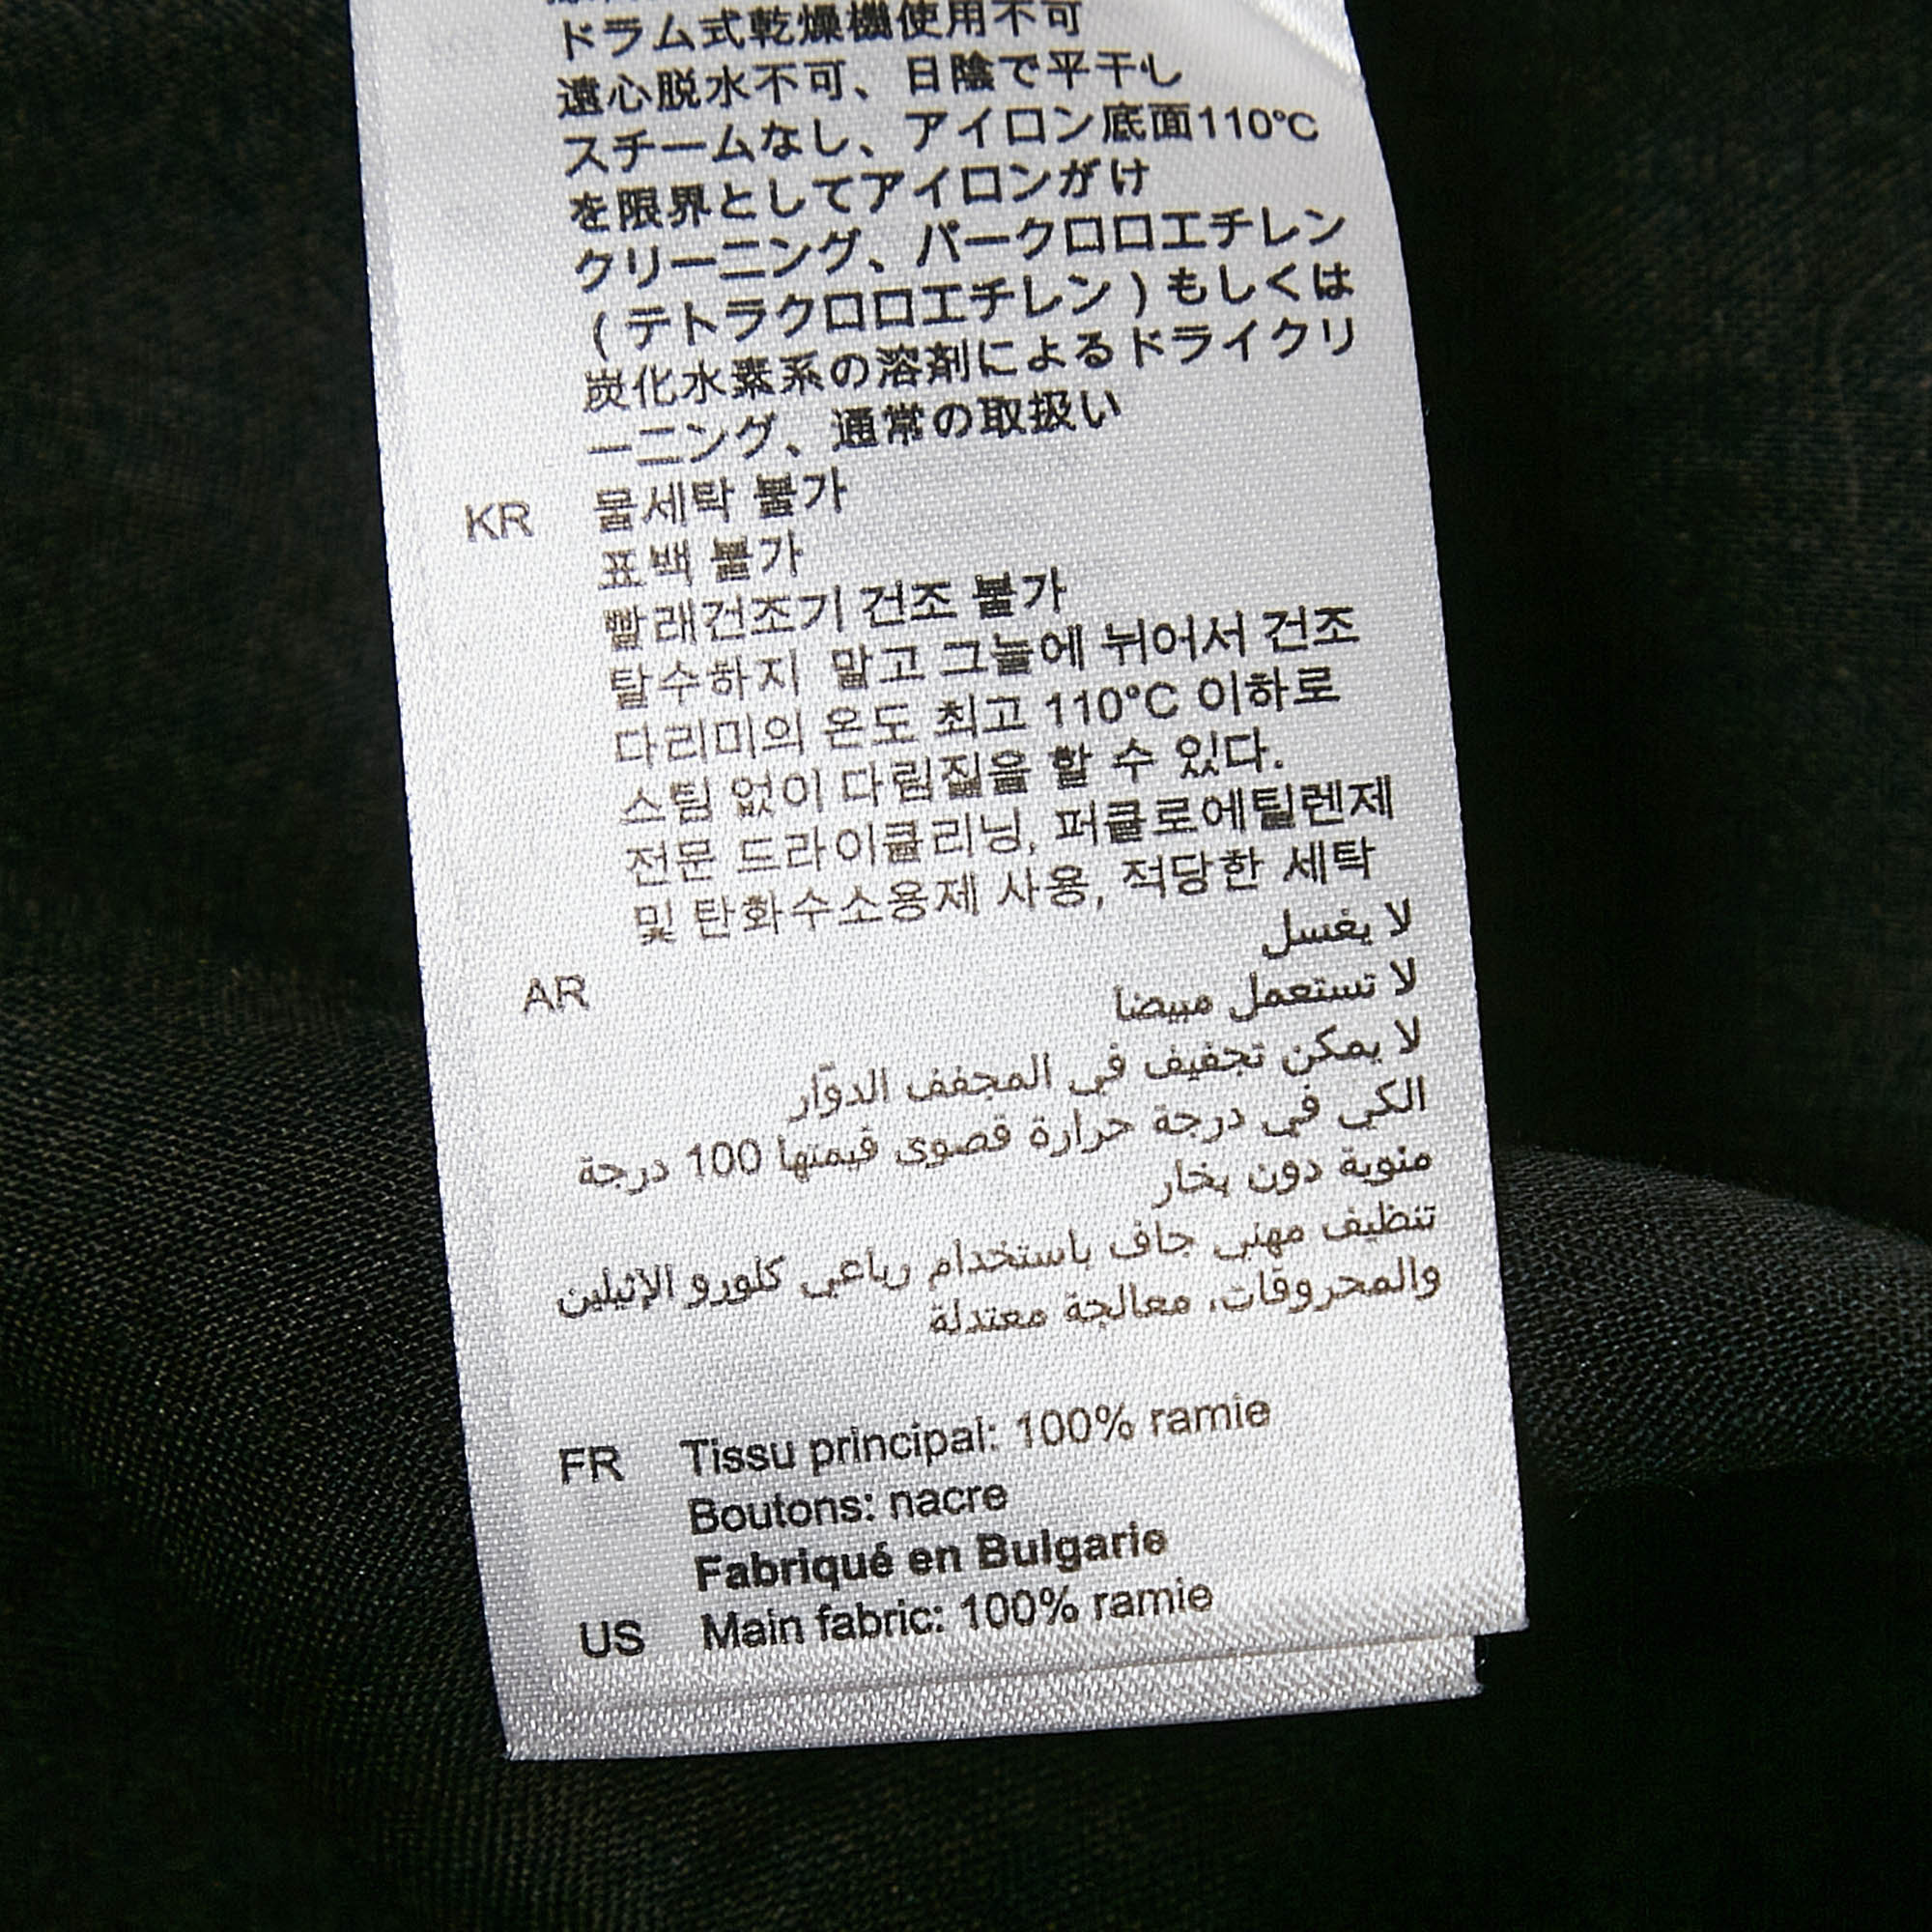 ドラム式乾燥機使用不可
遠心脱水不可、日陰で平干し
スチームなし、アイロン底面110℃
を限界としてアイロンがけ
クリーニング、パークロロエチレン
(テトラクロロエチレン)もしくは
炭化水素系の溶剤によるドライクリ
ーニング、通常の取扱い
KR 물세탁 불가
표백 불가
빨래건조기 건조 불가
탈수하지 말고 그늘에 뉘어서 건조
다리미의 온도 최고 110°C 이하로
스팀 없이 다림질을 할 수 있다.
전문 드라이클리닝, 퍼클로에틸렌제
및 탄화수소용제 사용, 적당한 세탁
لا يغسل
AR لا تستعمل مبيضا
لا يمكن تجفيف في المجفف الدوّار
الكي في درجة حرارة قصوى قيمتها 100 درجة
مئوية دون بخار
تنظيف مهني جاف باستخدام رباعي كلورو الإثيلين
والمحروقات، معالجة معتدلة
FR Tissu principal: 100% ramie
Boutons: nacre
Fabriqué en Bulgarie
US Main fabric: 100% ramie